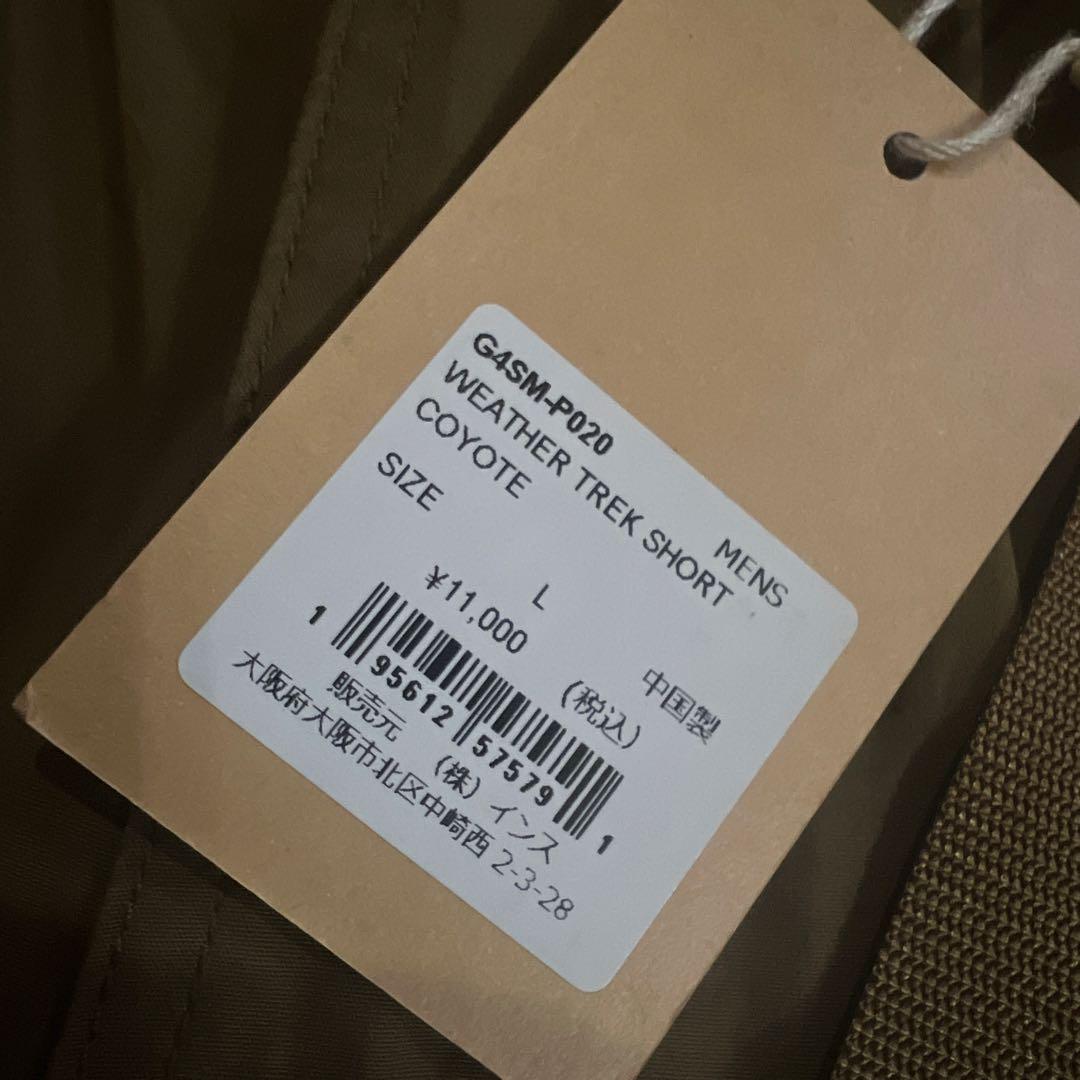 G4SM-P020
MENS
WEATHER TREK SHORT
COYOTE
SIZE
L
中国製
¥11,000
(税込)
1 95612 57579 1
販売元 (株) インス
大阪府大阪市北区中崎西 2-3-28